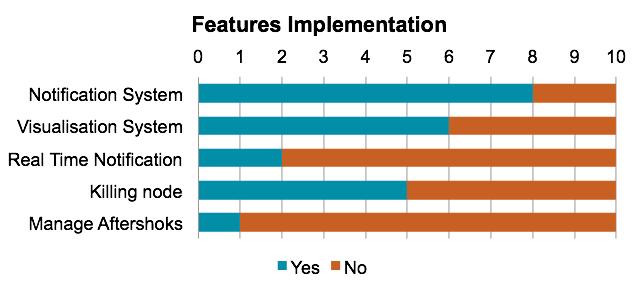 Features Implementation
0 1 2 3 4 5 6 7 8 9 10
Notification System
Visualisation System
Real Time Notification
Killing node
Manage Aftershoks
Yes No